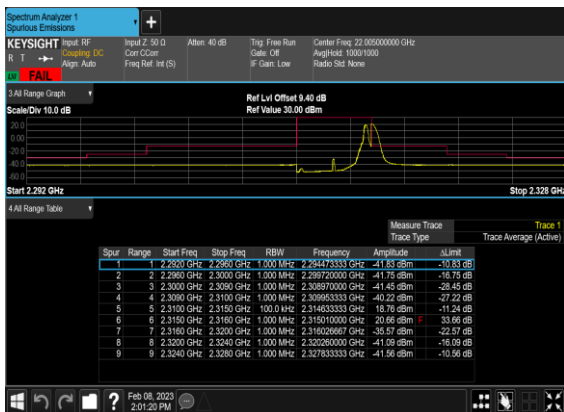 Spectrum Analyzer 1
Spurious Emissions
KEYSIGHT Input: RF Input Z: 50 Ω Atten: 40 dB Trig: Free Run Center Freq: 22.005000000 GHz
R T Coupling: DC Corr CCorr Gate: Off Avg|Hold: 1000/1000
Align: Auto Freq Ref: Int (S) IF Gain: Low Radio Std: None
FAIL
3.All Range Graph
Ref Lvl Offset 9.40 dB
Scale/Div 10.0 dB Ref Value 30.00 dBm
20.0
0.00
-20.0
-40.0
-60.0
Start 2.292 GHz Stop 2.328 GHz
4.All Range Table
Measure Trace Trace 1
Trace Type Trace Average (Active)
Spur Range Start Freq Stop Freq RBW Frequency Amplitude ΔLimit
1 1 2.2920 GHz 2.2960 GHz 1.000 MHz 2.294473333 GHz -41.83 dBm -10.83 dB
2 2 2.2960 GHz 2.3000 GHz 1.000 MHz 2.299720000 GHz -41.75 dBm -16.75 dB
3 3 2.3000 GHz 2.3090 GHz 1.000 MHz 2.308970000 GHz -41.45 dBm -28.45 dB
4 4 2.3090 GHz 2.3100 GHz 1.000 MHz 2.309953333 GHz -40.22 dBm -27.22 dB
5 5 2.3100 GHz 2.3150 GHz 100.0 kHz 2.314633333 GHz 18.76 dBm -11.24 dB
6 6 2.3150 GHz 2.3160 GHz 1.000 MHz 2.315010000 GHz 20.66 dBm F 33.66 dB
7 7 2.3160 GHz 2.3200 GHz 1.000 MHz 2.316026667 GHz -35.57 dBm -22.57 dB
8 8 2.3200 GHz 2.3240 GHz 1.000 MHz 2.320260000 GHz -41.09 dBm -16.09 dB
9 9 2.3240 GHz 2.3280 GHz 1.000 MHz 2.327833333 GHz -41.56 dBm -10.56 dB
Feb 08, 2023
2:01:20 PM